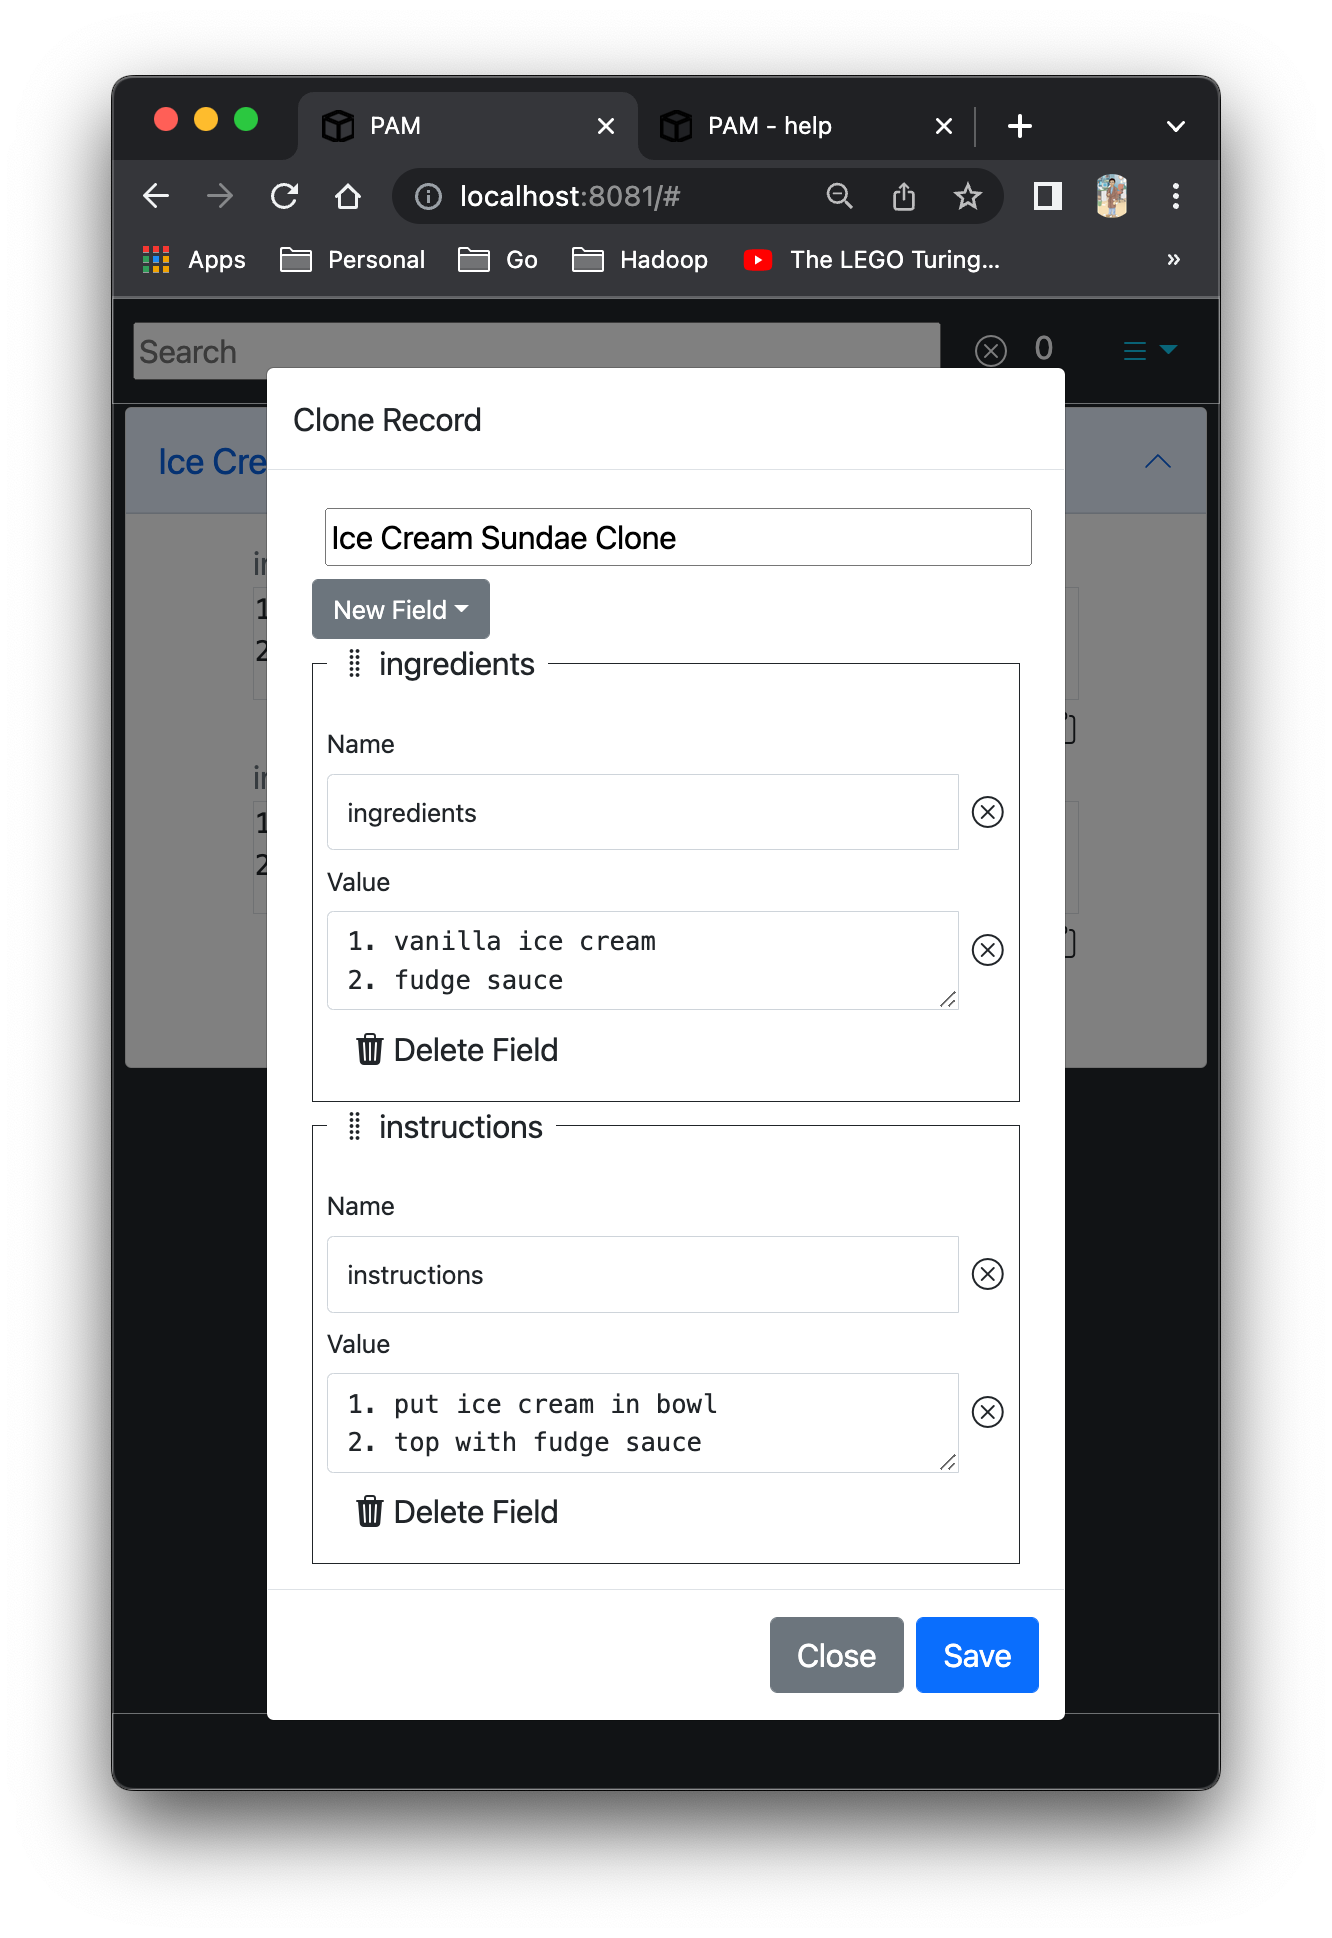 PAM
PAM - help
localhost:8081/#
Apps
Personal
Go
Hadoop
The LEGO Turing...
»
Search
0
Ice Cre
Clone Record
Ice Cream Sundae Clone
New Field
ingredients
Name
ingredients
Value
1. vanilla ice cream
2. fudge sauce
Delete Field
instructions
Name
instructions
Value
1. put ice cream in bowl
2. top with fudge sauce
Delete Field
Close
Save